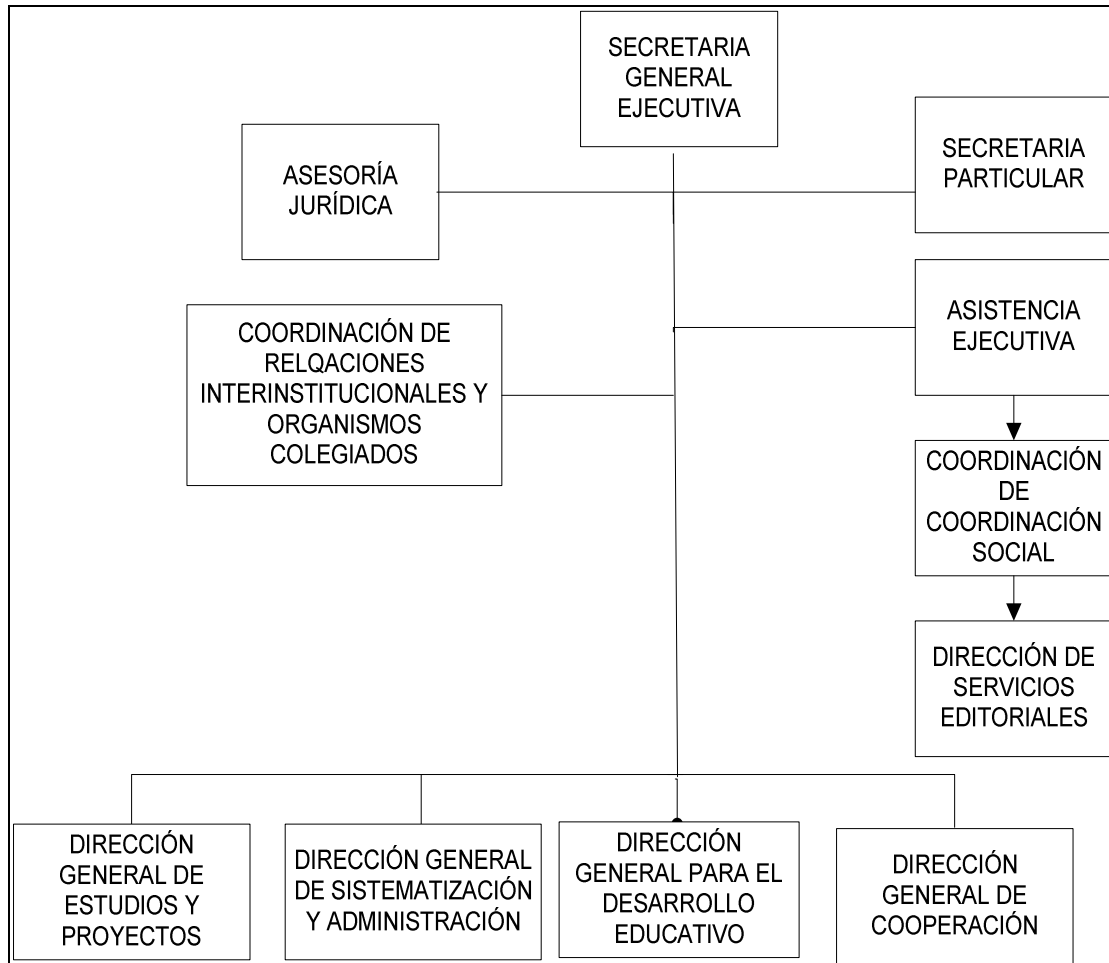 SECRETARIA
GENERAL
EJECUTIVA
ASESORÍA
JURÍDICA
SECRETARIA
PARTICULAR
COORDINACIÓN DE
RELQACIONES
INTERINSTITUCIONALES Y
ORGANISMOS
COLEGIADOS
ASISTENCIA
EJECUTIVA
COORDINACIÓN
DE
COORDINACIÓN
SOCIAL
DIRECCIÓN DE
SERVICIOS
EDITORIALES
DIRECCIÓN
GENERAL DE
ESTUDIOS Y
PROYECTOS
DIRECCIÓN GENERAL
DE SISTEMATIZACIÓN
Y ADMINISTRACIÓN
DIRECCIÓN
GENERAL PARA EL
DESARROLLO
EDUCATIVO
DIRECCIÓN
GENERAL DE
COOPERACIÓN